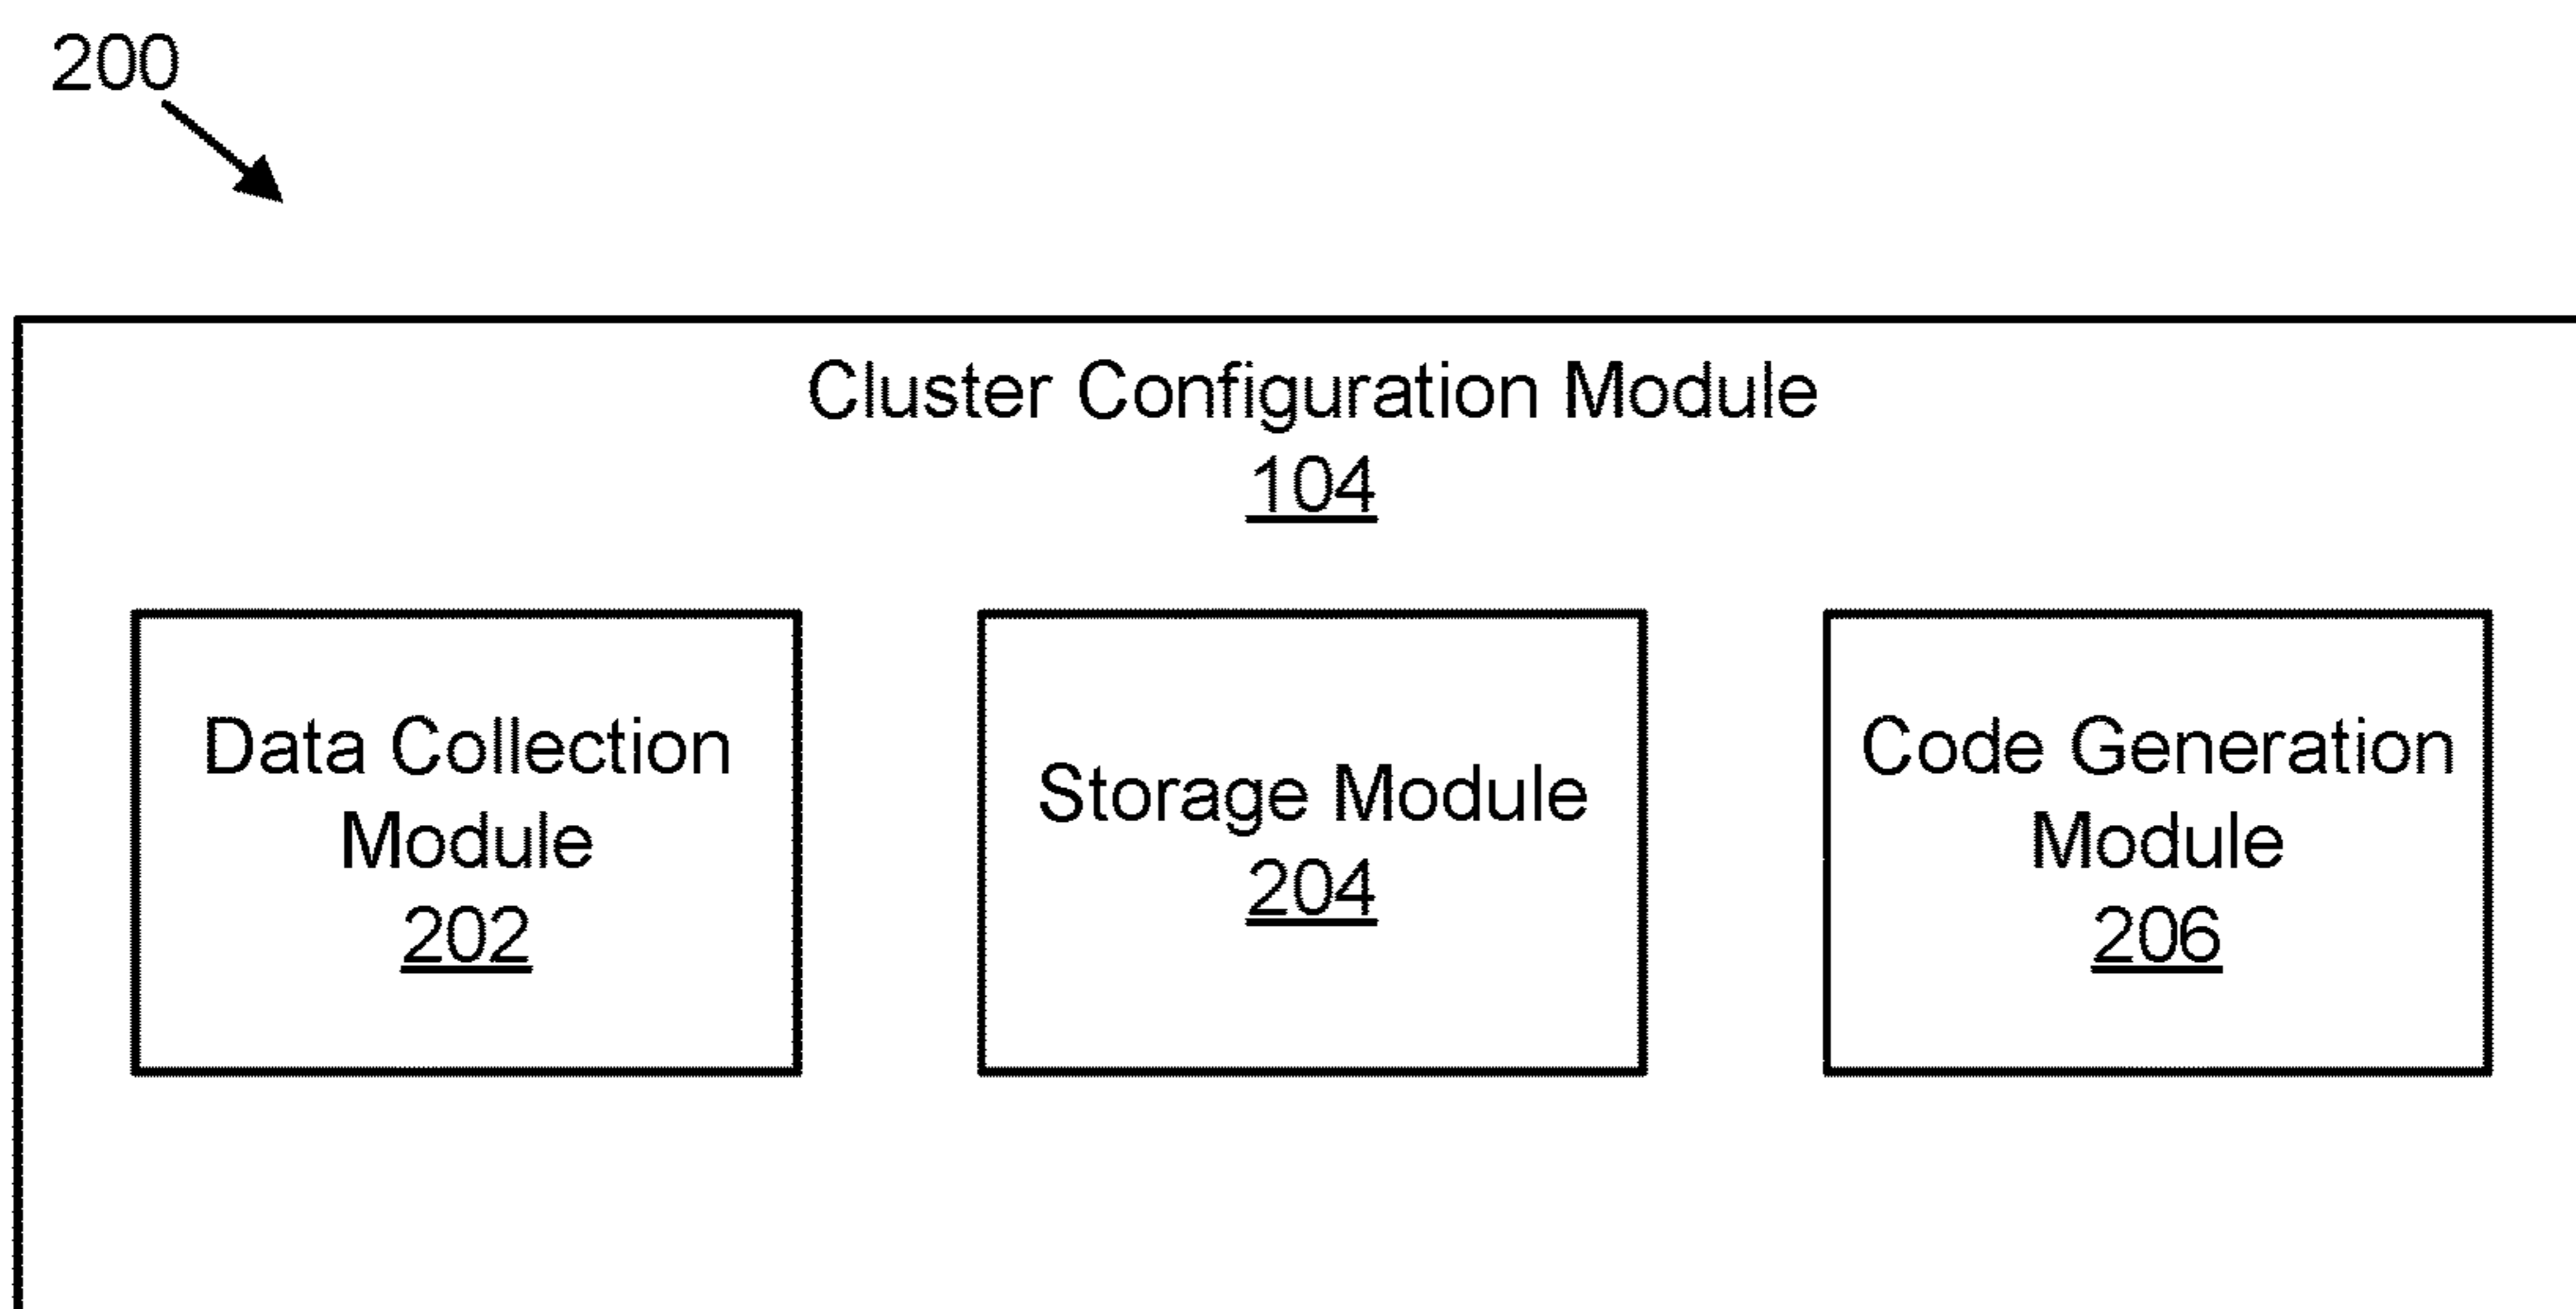 200
Cluster Configuration Module
104
Data Collection
Module
202
Storage Module
204
Code Generation
Module
206